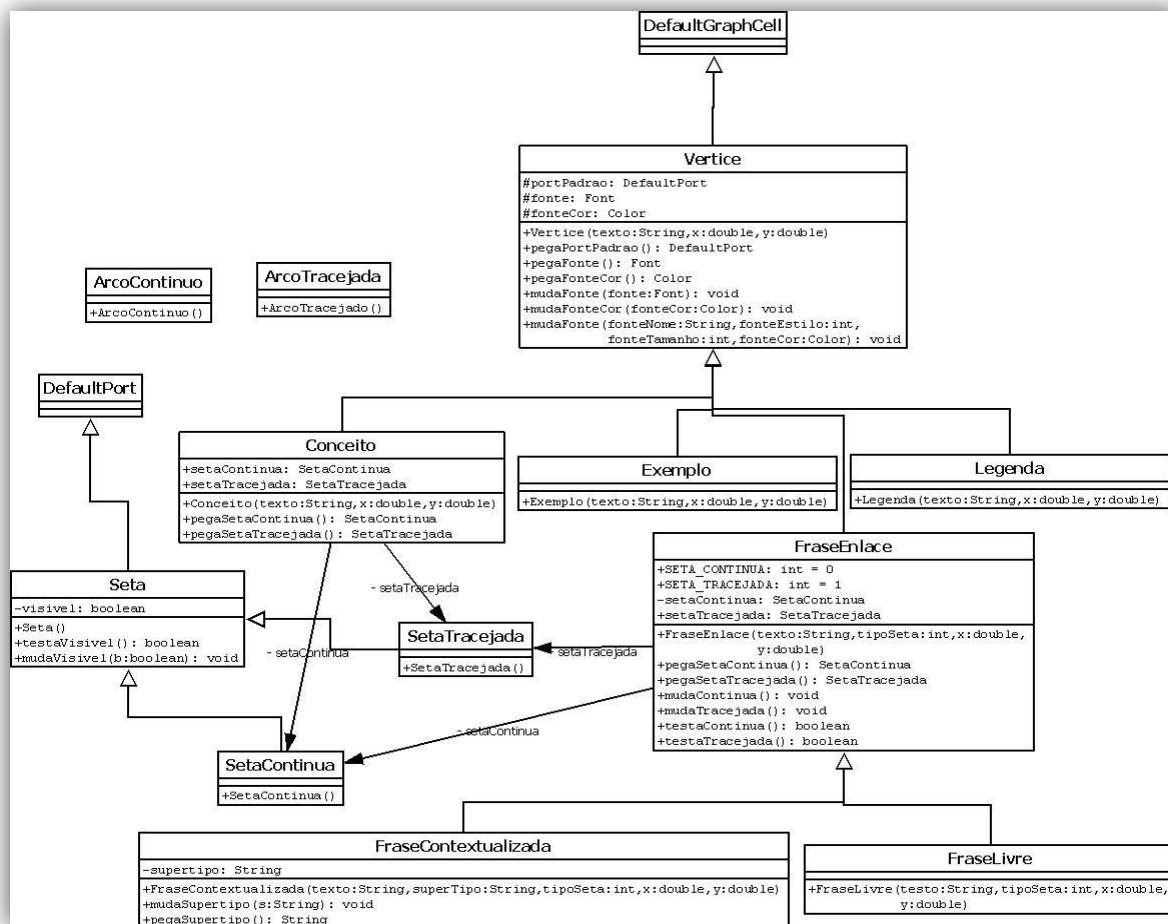 DefaultGraphCell
Vertice
#portPadrao: DefaultPort
#fonte: Font
#fonteCor: Color
+Vertice(texto:String,x:double,y:double)
+pegaPortPadrao(): DefaultPort
+pegaFonte(): Font
+pegaFonteCor(): Color
+mudaFonte(fonte:Font): void
+mudaFonteCor(fonteCor:Color): void
+mudaFonte(fonteNome:String,fonteEstilo:int,
fonteTamanho:int,fonteCor:Color): void
ArcoContinuo
+ArcoContinuo()
ArcoTracejada
+ArcoTracejado()
DefaultPort
Conceito
+setaContinua: SetaContinua
+setaTracejada: SetaTracejada
+Conceito(texto:String,x:double,y:double)
+pegaSetaContinua(): SetaContinua
+pegaSetaTracejada(): SetaTracejada
Exemplo
+Exemplo(texto:String,x:double,y:double)
Legenda
+Legenda(texto:String,x:double,y:double)
Seta
-visivel: boolean
+Seta()
+testaVisivel(): boolean
+mudaVisivel(b:boolean): void
- setaTracejada
- setaContinua
SetaTracejada
+SetaTracejada()
setaTracejada
FraseEnlace
+SETA_CONTINUA: int = 0
+SETA_TRACEJADA: int = 1
-setaContinua: SetaContinua
+setaTracejada: SetaTracejada
+FraseEnlace(texto:String,tipoSeta:int,x:double,
y:double)
+pegaSetaContinua(): SetaContinua
+pegaSetaTracejada(): SetaTracejada
+mudaContinua(): void
+mudaTracejada(): void
+testaContinua(): boolean
+testaTracejada(): boolean
- setaContinua
SetaContinua
+SetaContinua()
FraseContextualizada
-supertipo: String
+FraseContextualizada(texto:String,superTipo:String,tipoSeta:int,x:double,y:double)
+mudaSupertipo(s:String): void
+pegaSupertipo(): String
FraseLivre
+FraseLivre(testo:String,tipoSeta:int,x:double,
y:double)